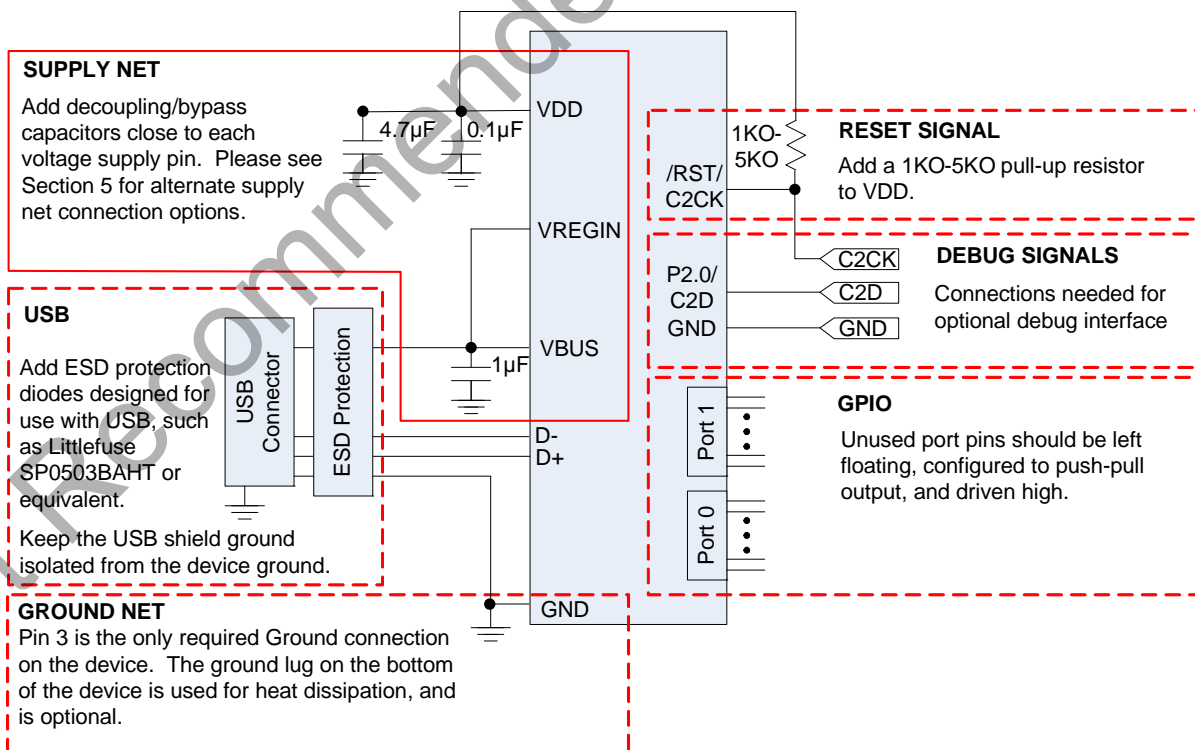 SUPPLY NET
Add decoupling/bypass
capacitors close to each
voltage supply pin. Please see
Section 5 for alternate supply
net connection options.
4.7µF
0.1µF
VDD
VREGIN
VBUS
1µF
D-
D+
GND
/RST/
C2CK
P2.0/
C2D
GND
1KO-
5KO
RESET SIGNAL
Add a 1KO-5KO pull-up resistor
to VDD.
C2CK
C2D
GND
DEBUG SIGNALS
Connections needed for
optional debug interface
Port 1
Port 0
GPIO
Unused port pins should be left
floating, configured to push-pull
output, and driven high.
USB
Add ESD protection
diodes designed for
use with USB, such
as Littlefuse
SP0503BAHT or
equivalent.
Keep the USB shield ground
isolated from the device ground.
USB
Connector
ESD Protection
GROUND NET
Pin 3 is the only required Ground connection
on the device. The ground lug on the bottom
of the device is used for heat dissipation, and
is optional.
Recommende